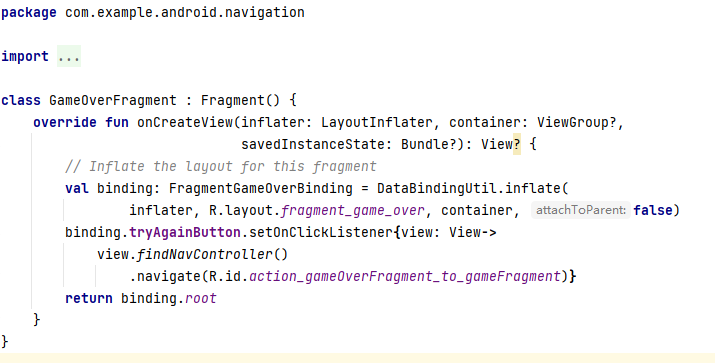 package com.example.android.navigation
import ...
class GameOverFragment : Fragment() {
override fun onCreateView(inflater: LayoutInflater, container: ViewGroup?,
savedInstanceState: Bundle?): View? {
// Inflate the layout for this fragment
val binding: FragmentGameOverBinding = DataBindingUtil.inflate(
inflater, R.layout.fragment_game_over, container, attachToParent: false)
binding.tryAgainButton.setOnClickListener{view: View->
view.findNavController()
.navigate(R.id.action_gameOverFragment_to_gameFragment)}
return binding.root
}
}